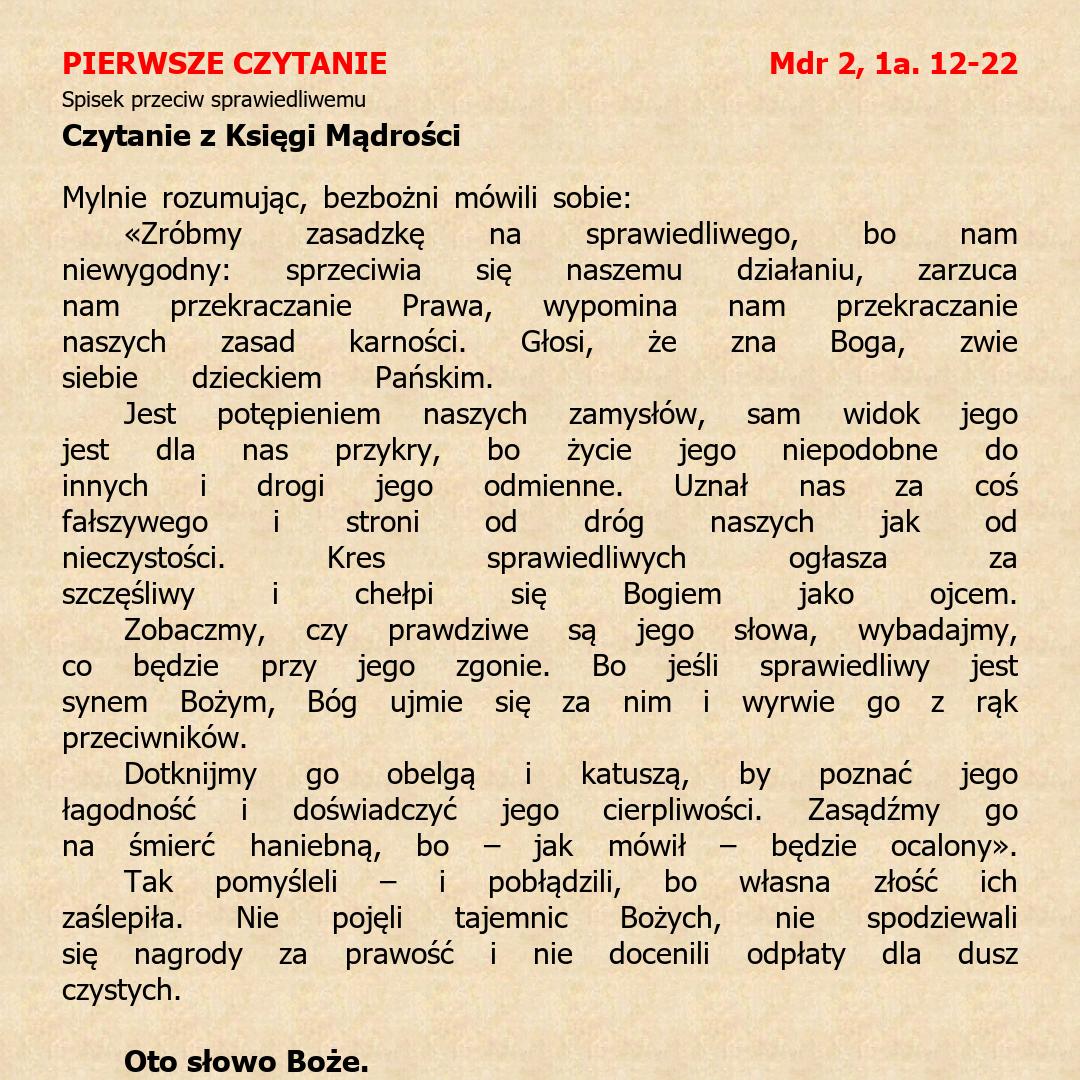 PIERWSZE CZYTANIE Mdr 2, 1a. 12-22
Spisek przeciw sprawiedliwemu
Czytanie z Księgi Mądrości
Mylnie rozumując, bezbożni mówili sobie:
«Zróbmy zasadzkę na sprawiedliwego, bo nam
niewygodny: sprzeciwia się naszemu działaniu, zarzuca
nam przekraczanie Prawa, wypomina nam przekraczanie
naszych zasad karności. Głosi, że zna Boga, zwie
siebie dzieckiem Pańskim.
Jest potępieniem naszych zamysłów, sam widok jego
jest dla nas przykry, bo życie jego niepodobne do
innych i drogi jego odmienne. Uznał nas za coś
fałszywego i stroni od dróg naszych jak od
nieczystości. Kres sprawiedliwych ogłasza za
szczęśliwy i chełpi się Bogiem jako ojcem.
Zobaczmy, czy prawdziwe są jego słowa, wybadajmy,
co będzie przy jego zgonie. Bo jeśli sprawiedliwy jest
synem Bożym, Bóg ujmie się za nim i wyrwie go z rąk
przeciwników.
Dotknijmy go obelgą i katuszą, by poznać jego
łagodność i doświadczyć jego cierpliwości. Zasądźmy go
na śmierć haniebną, bo – jak mówił – będzie ocalony».
Tak pomyśleli – i pobłądzili, bo własna złość ich
zaślepiła. Nie pojęli tajemnic Bożych, nie spodziewali
się nagrody za prawość i nie docenili odpłaty dla dusz
czystych.
Oto słowo Boże.